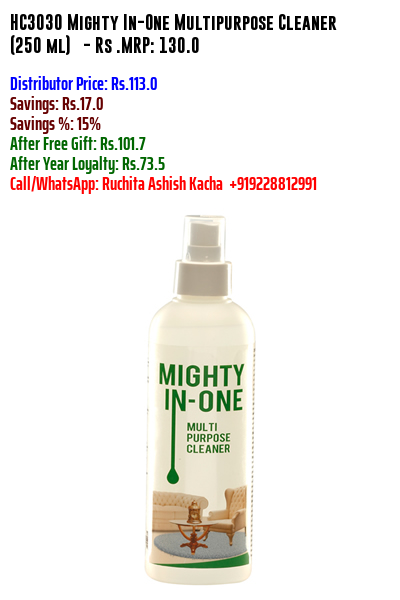 HC3030 Mighty In-One Multipurpose Cleaner
(250 ml) - Rs .MRP: 130.0
Distributor Price: Rs.113.0
Savings: Rs.17.0
Savings %: 15%
After Free Gift: Rs.101.7
After Year Loyalty: Rs.73.5
Call/WhatsApp: Ruchita Ashish Kacha +919228812991
MIGHTY
IN-ONE
MULTI
PURPOSE
CLEANER